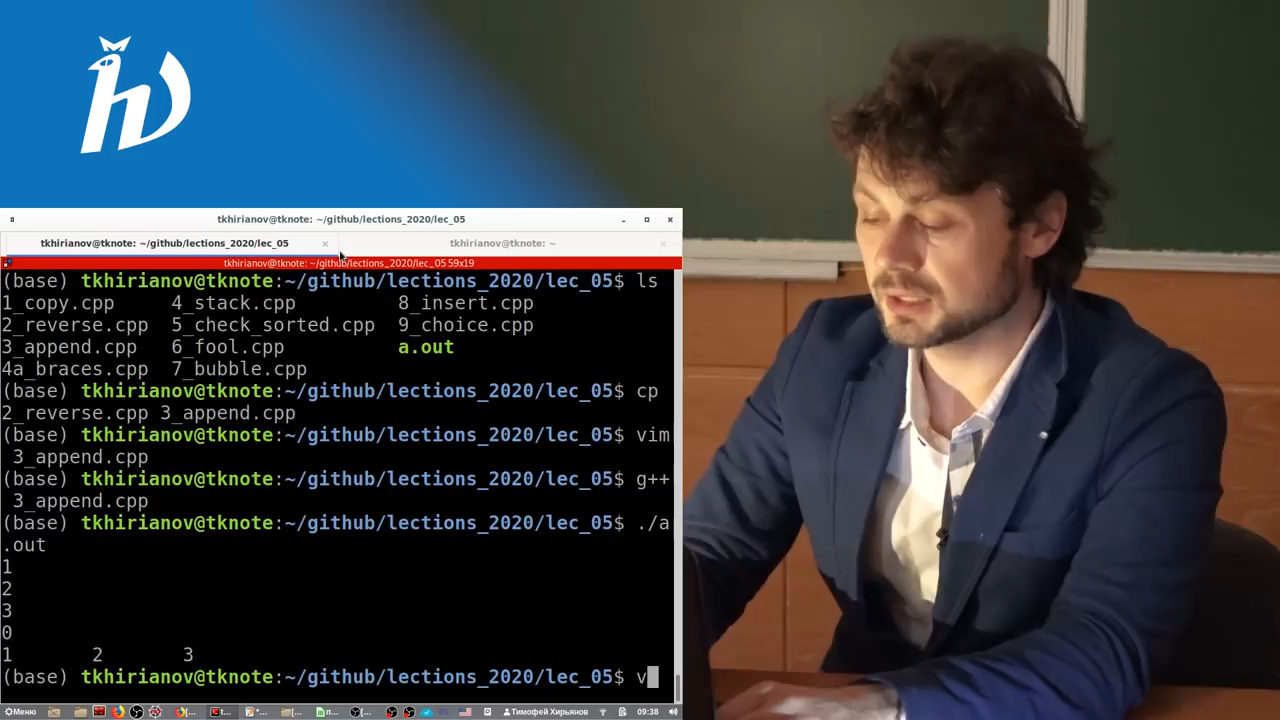 tkhirianov@tknote: ~/github/lections_2020/lec_05
tkhirianov@tknote: ~/github/lections_2020/lec_05
tkhirianov@tknote: ~
tkhirianov@tknote: ~/github/lections_2020/lec_05 59x19
(base) tkhirianov@tknote:~/github/lections_2020/lec_05$ ls
1_copy.cpp 4_stack.cpp 8_insert.cpp
2_reverse.cpp 5_check_sorted.cpp 9_choice.cpp
3_append.cpp 6_fool.cpp a.out
4a_braces.cpp 7_bubble.cpp
(base) tkhirianov@tknote:~/github/lections_2020/lec_05$ cp
2_reverse.cpp 3_append.cpp
(base) tkhirianov@tknote:~/github/lections_2020/lec_05$ vim
3_append.cpp
(base) tkhirianov@tknote:~/github/lections_2020/lec_05$ g++
3_append.cpp
(base) tkhirianov@tknote:~/github/lections_2020/lec_05$ ./a
.out
1
2
3
0
1 2 3
(base) tkhirianov@tknote:~/github/lections_2020/lec_05$ v
Меню
Тимофей Хирьянов
09:38